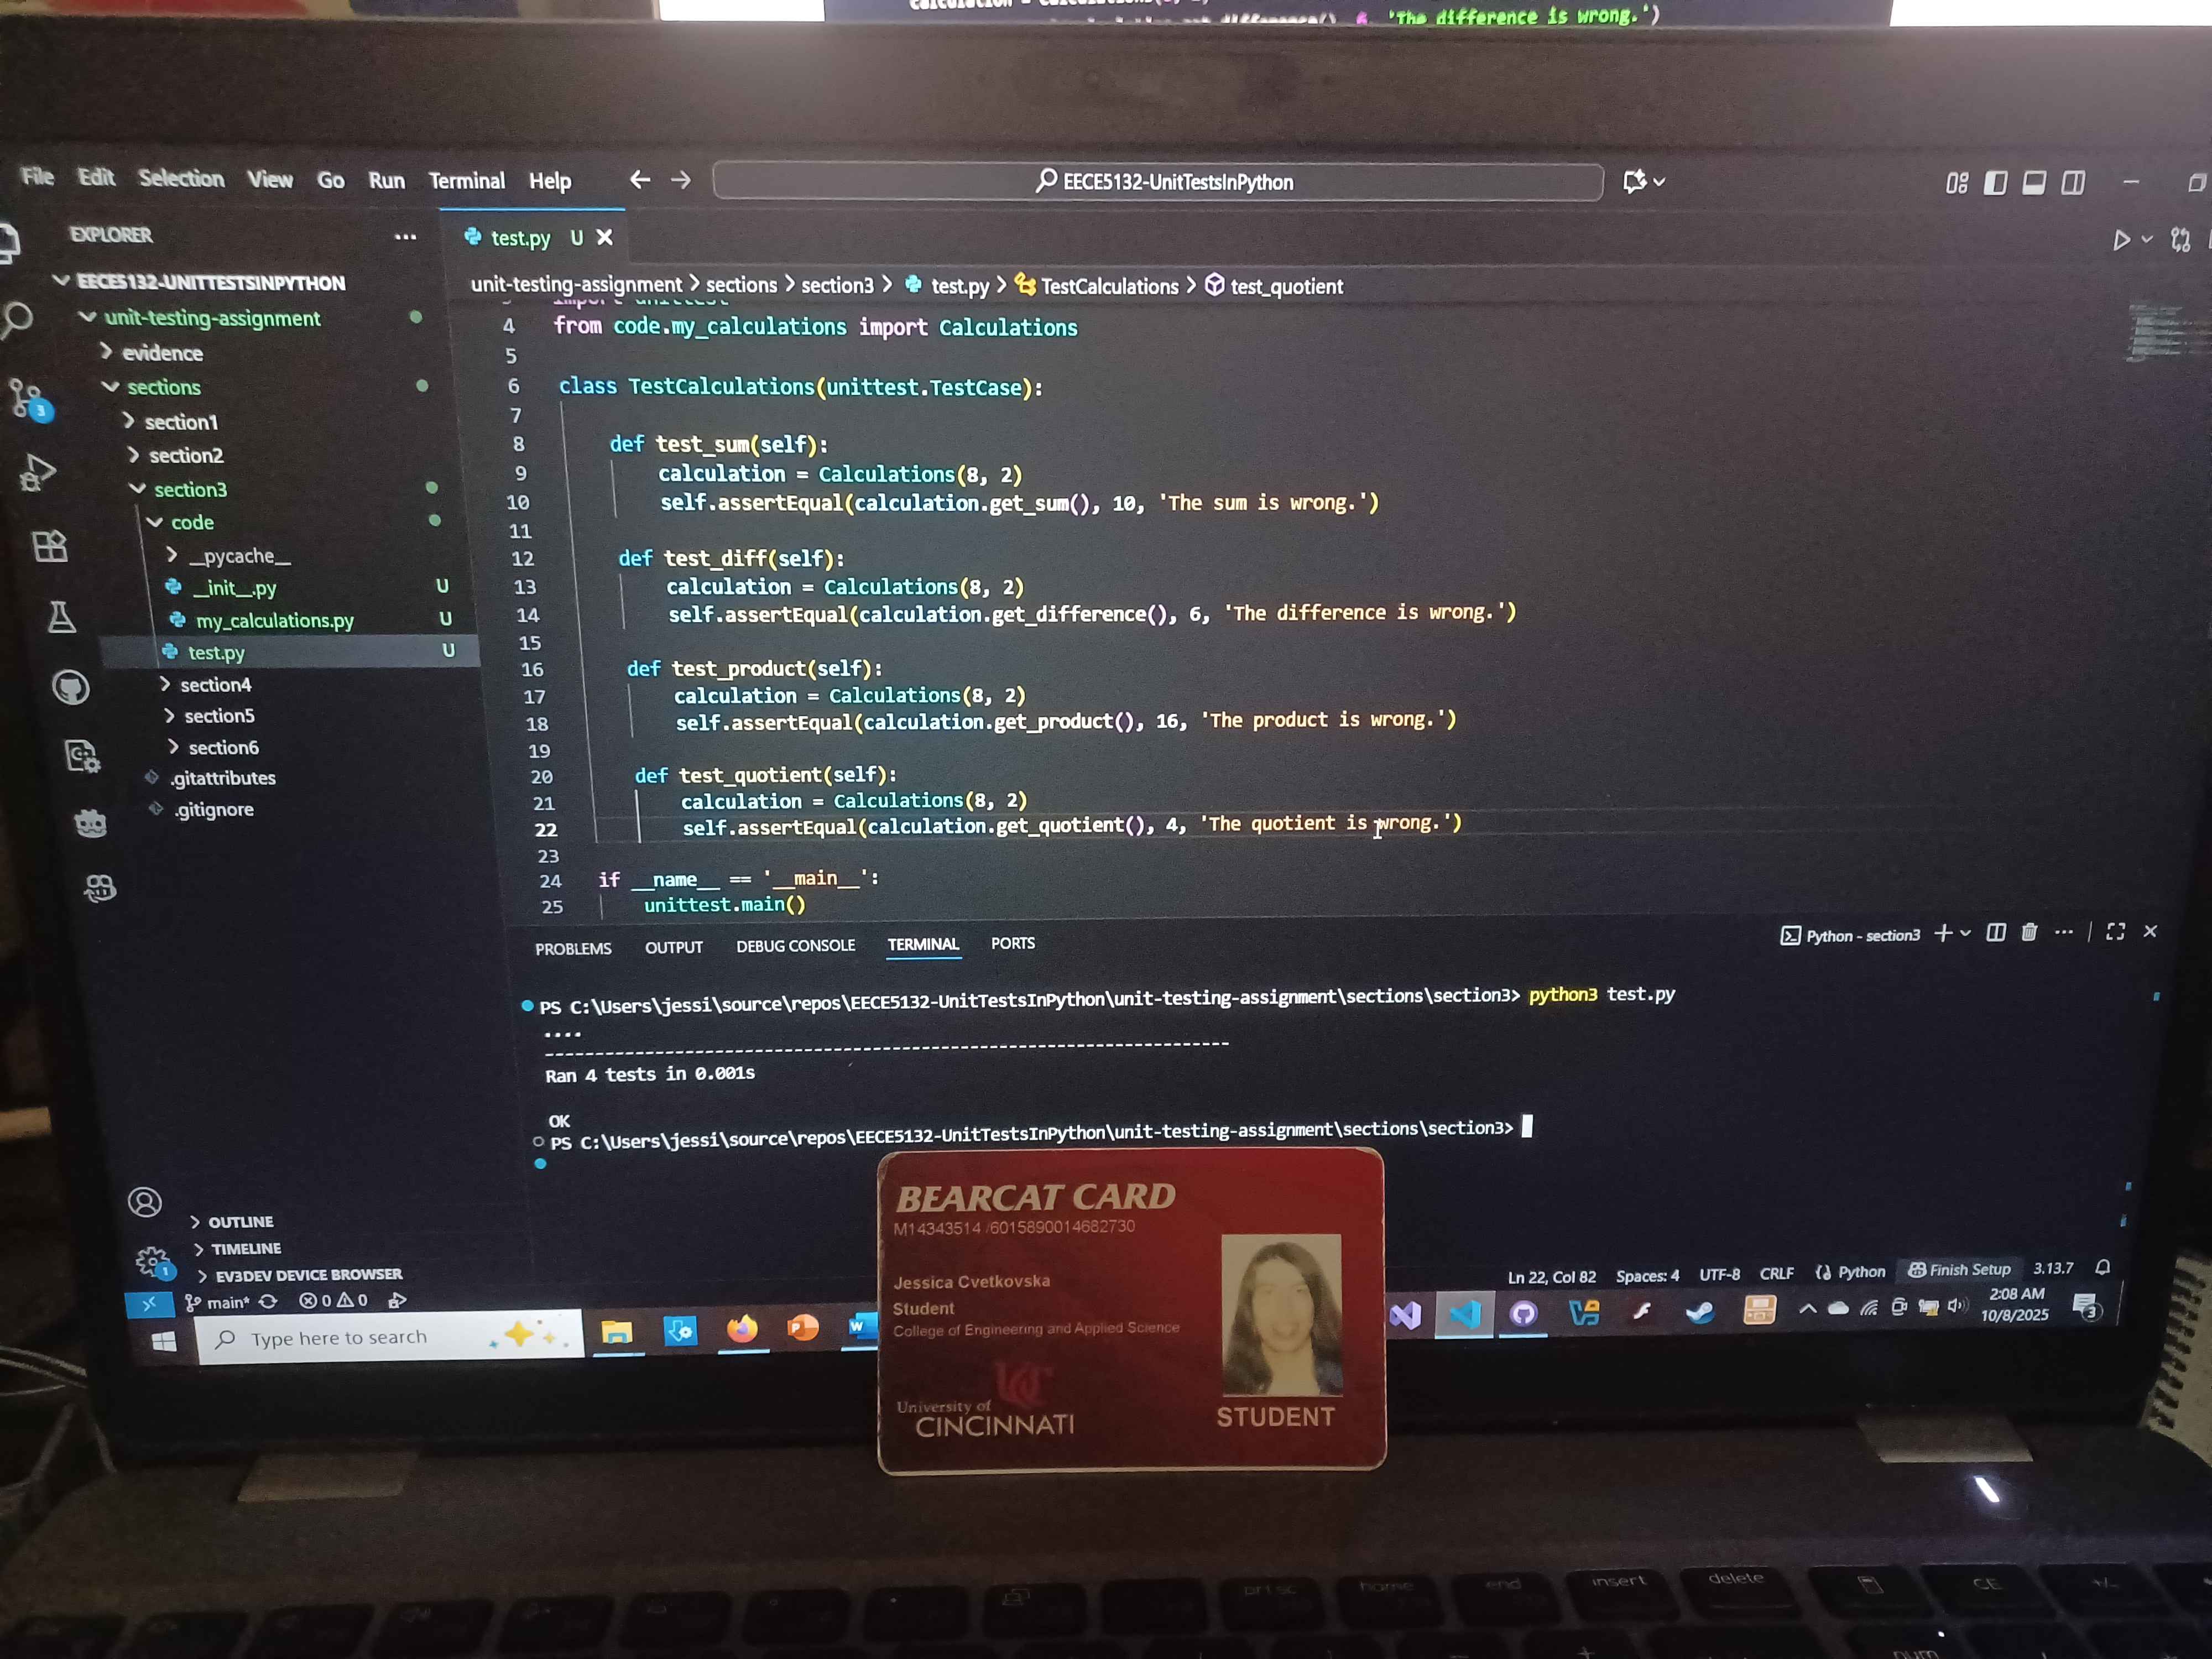 'The difference is wrong.')
File Edit Selection View Go Run Terminal Help
EECE5132-UnitTestsInPython
EXPLORER
EECE5132-UNITTESTSINPYTHON
unit-testing-assignment
evidence
sections
section1
section2
section3
code
__pycache__
__init__.py U
my_calculations.py U
test.py U
section4
section5
section6
.gitattributes
.gitignore
OUTLINE
TIMELINE
EV3DEV DEVICE BROWSER
3
1
test.py U
unit-testing-assignment > sections > section3 > test.py > TestCalculations > test_quotient
import unittest
4 from code.my_calculations import Calculations
5
6 class TestCalculations(unittest.TestCase):
7
8 def test_sum(self):
9 calculation = Calculations(8, 2)
10 self.assertEqual(calculation.get_sum(), 10, 'The sum is wrong.')
11
12 def test_diff(self):
13 calculation = Calculations(8, 2)
14 self.assertEqual(calculation.get_difference(), 6, 'The difference is wrong.')
15
16 def test_product(self):
17 calculation = Calculations(8, 2)
18 self.assertEqual(calculation.get_product(), 16, 'The product is wrong.')
19
20 def test_quotient(self):
21 calculation = Calculations(8, 2)
22 self.assertEqual(calculation.get_quotient(), 4, 'The quotient is wrong.')
23
24 if __name__ == '__main__':
25 unittest.main()
PROBLEMS OUTPUT DEBUG CONSOLE TERMINAL PORTS
Python - section3
PS C:\Users\jessi\source\repos\EECE5132-UnitTestsInPython\unit-testing-assignment\sections\section3> python3 test.py
....
----------------------------------------------------------------------
Ran 4 tests in 0.001s
OK
PS C:\Users\jessi\source\repos\EECE5132-UnitTestsInPython\unit-testing-assignment\sections\section3>
main* 0 0
Ln 22, Col 82 Spaces: 4 UTF-8 CRLF Python Finish Setup 3.13.7
Type here to search
2:08 AM
10/8/2025
3
BEARCAT CARD
M14343514 /6015890014682730
Jessica Cvetkovska
Student
College of Engineering and Applied Science
University of
CINCINNATI
STUDENT
prt sc home end insert delete CE +/-